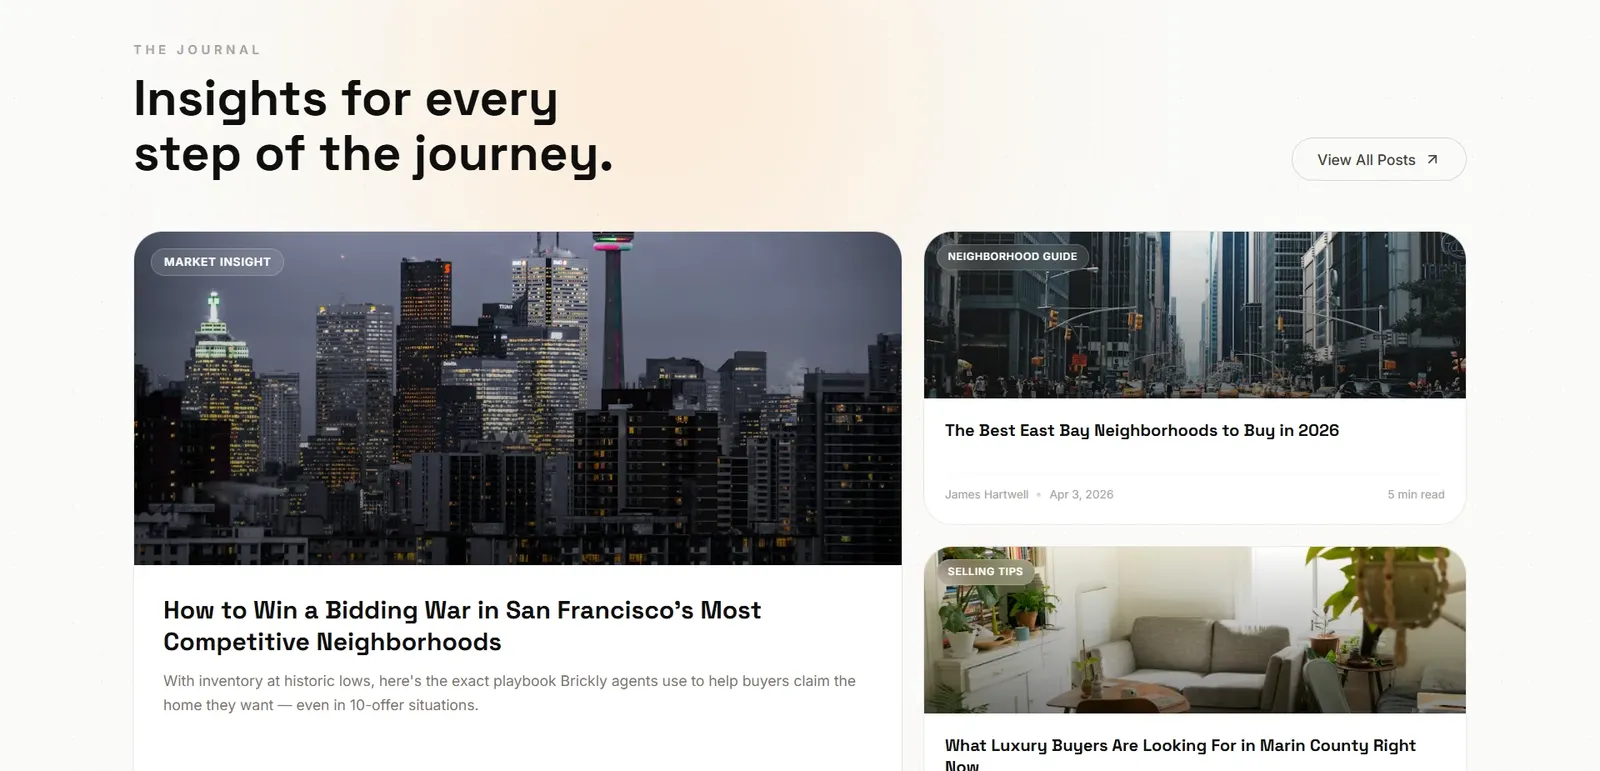 THE JOURNAL
Insights for every
step of the journey.
View All Posts
MARKET INSIGHT
How to Win a Bidding War in San Francisco’s Most
Competitive Neighborhoods
With inventory at historic lows, here's the exact playbook Brickly agents use to help buyers claim the
home they want — even in 10-offer situations.
NEIGHBORHOOD GUIDE
The Best East Bay Neighborhoods to Buy in 2026
James Hartwell • Apr 3, 2026
5 min read
SELLING TIPS
What Luxury Buyers Are Looking For in Marin County Right
Now